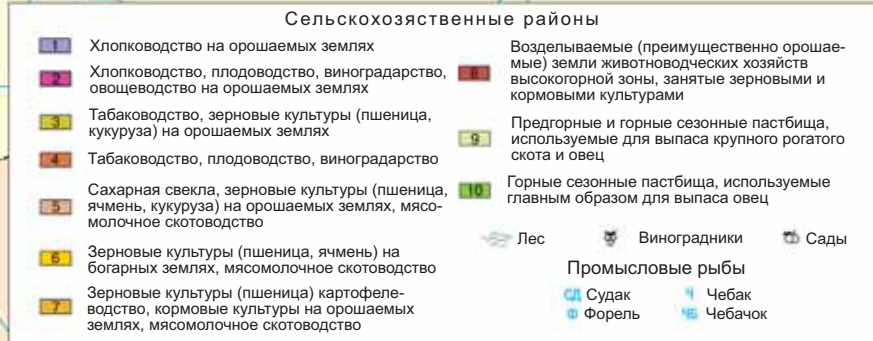 Сельскохозяственные районы
1 Хлопководство на орошаемых землях
2 Хлопководство, плодоводство, виноградарство,
овощеводство на орошаемых землях
3 Табаководство, зерновые культуры (пшеница,
кукуруза) на орошаемых землях
4 Табаководство, плодоводство, виноградарство
5 Сахарная свекла, зерновые культуры (пшеница,
ячмень, кукуруза) на орошаемых землях, мясо-
молочное скотоводство
6 Зерновые культуры (пшеница, ячмень) на
богарных землях, мясомолочное скотоводство
7 Зерновые культуры (пшеница) картофеле-
водство, кормовые культуры на орошаемых
землях, мясомолочное скотоводство
8 Возделываемые (преимущественно орошае-
мые) земли животноводческих хозяйств
высокогорной зоны, занятые зерновыми и
кормовыми культурами
9 Предгорные и горные сезонные пастбища,
используемые для выпаса крупного рогатого
скота и овец
10 Горные сезонные пастбища, используемые
главным образом для выпаса овец
Лес Виноградники Сады
Промысловые рыбы
СД Судак Ч Чебак
Ф Форель ЧБ Чебачок